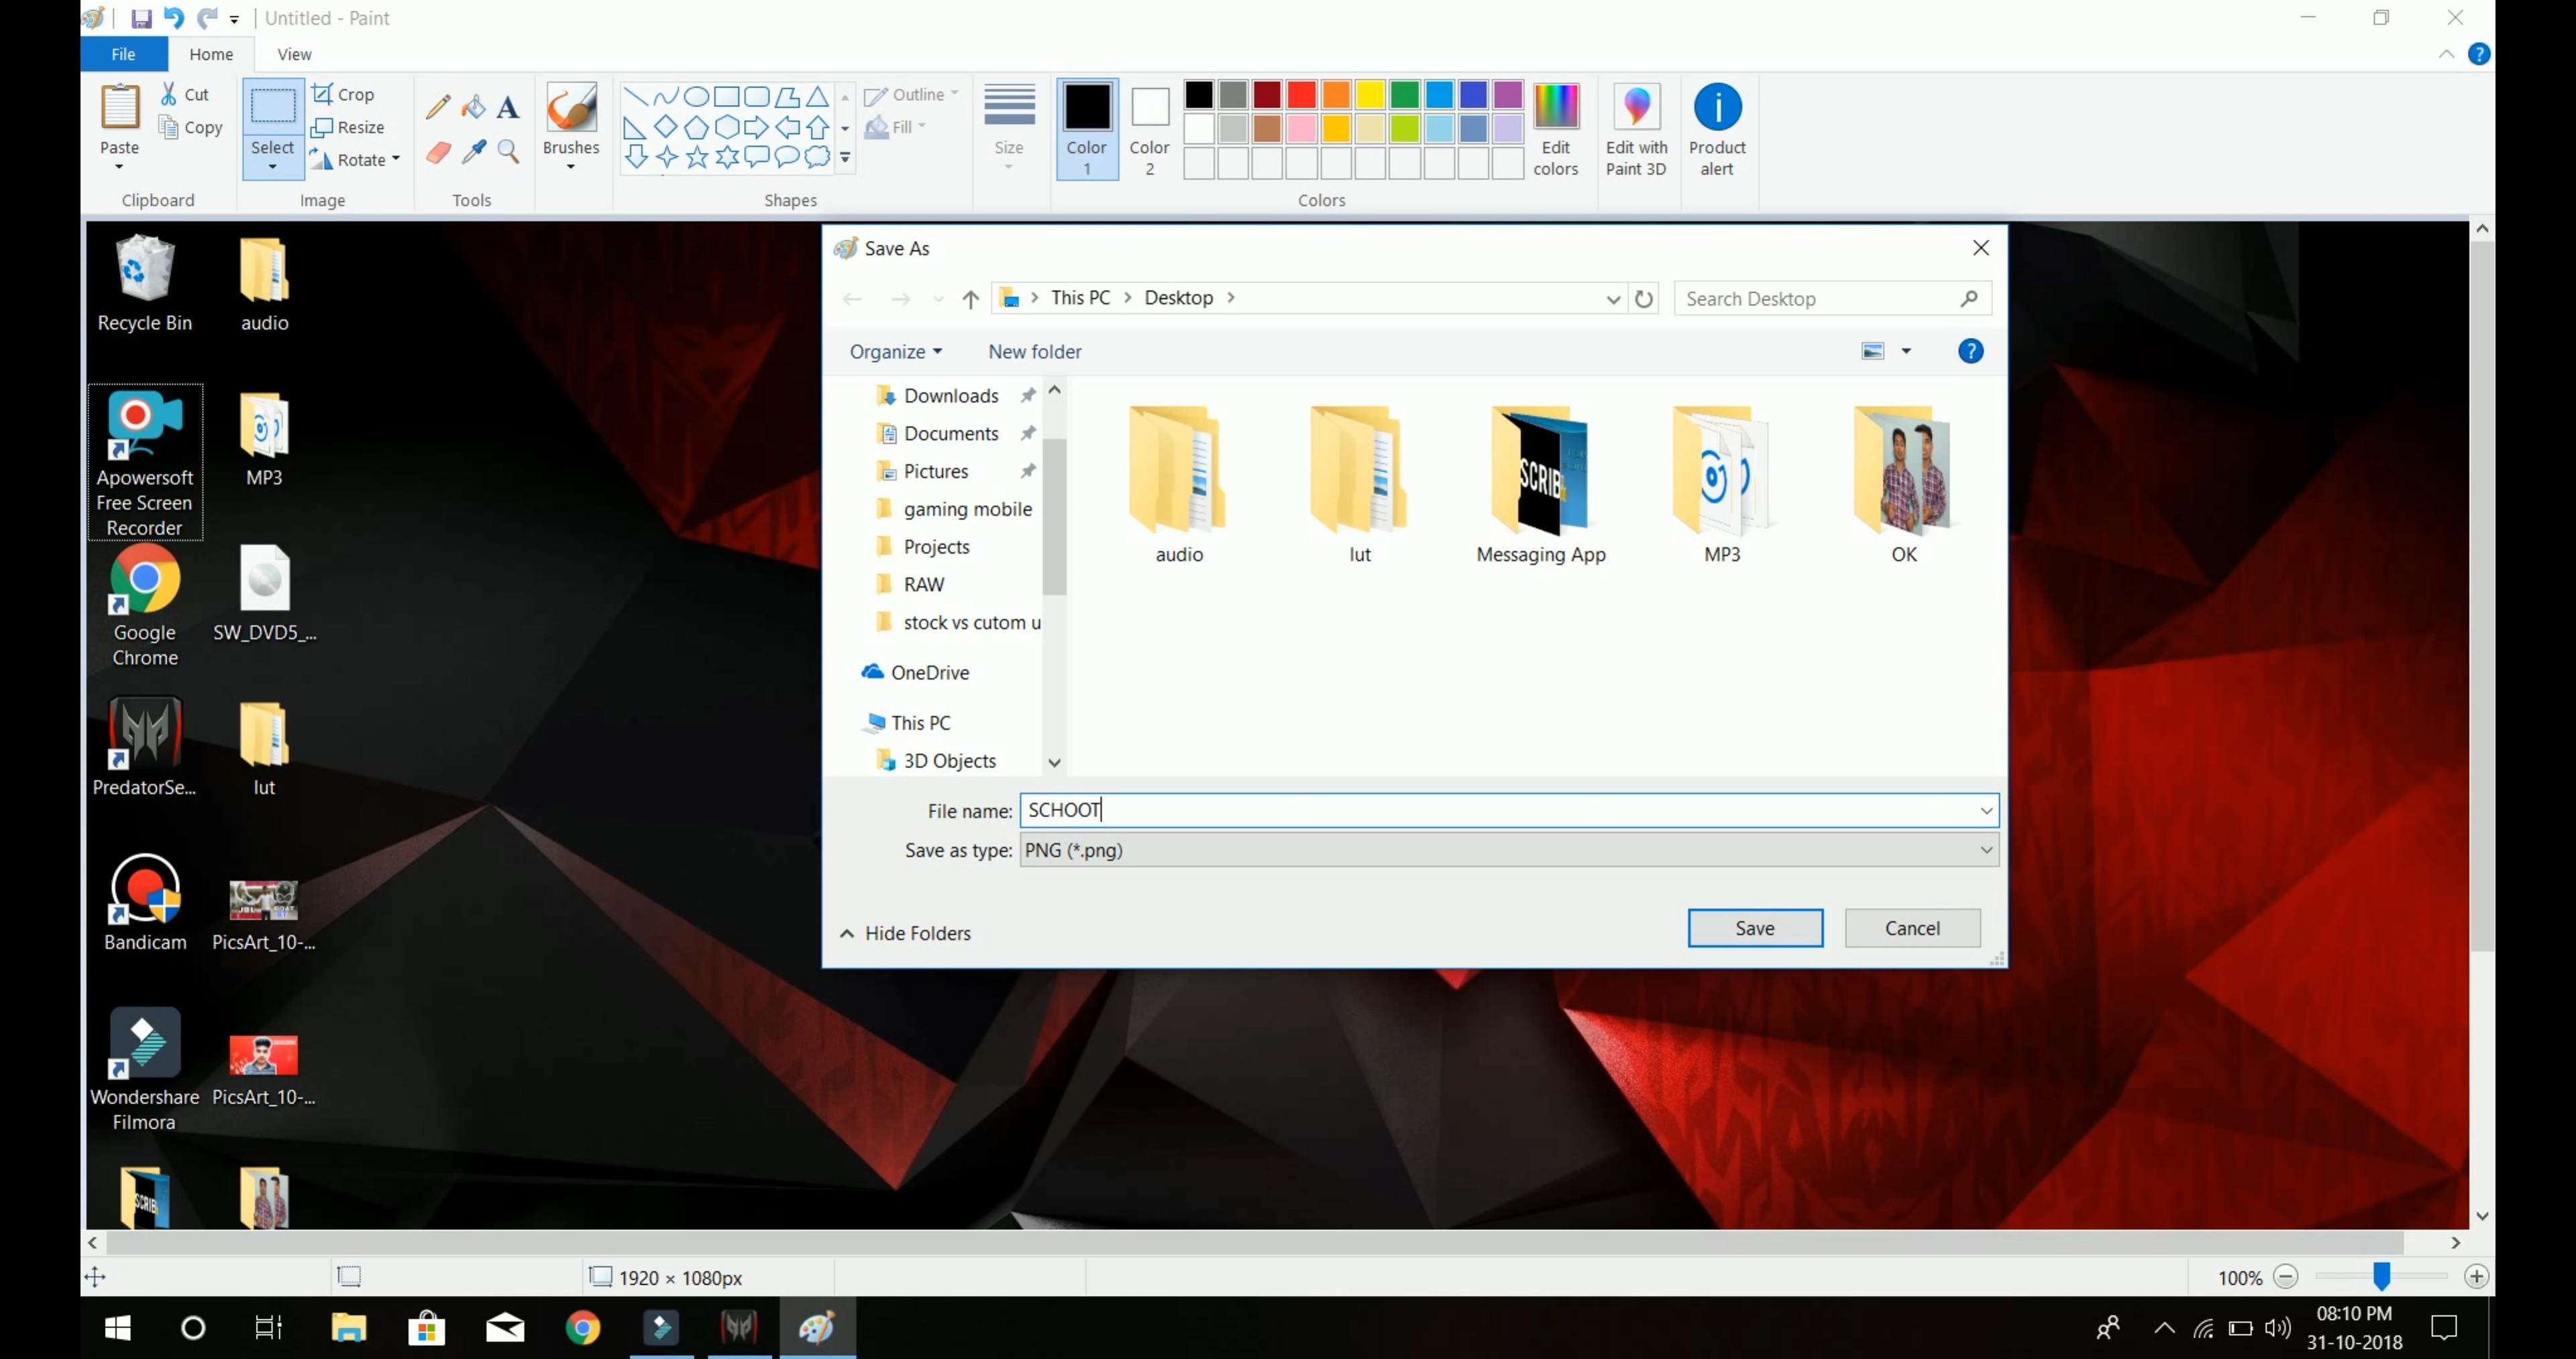 Untitled - Paint
File
Home
View
Paste
Cut
Copy
Clipboard
Select
Crop
Resize
Rotate
Image
A
Tools
Brushes
Outline
Fill
Shapes
Size
Color
1
Color
2
Colors
Edit
colors
Edit with
Paint 3D
Product
alert
Recycle Bin
audio
Apowersoft
Free Screen
Recorder
MP3
Google
Chrome
SW_DVD5_...
PredatorSe...
lut
Bandicam
PicsArt_10-...
Wondershare
Filmora
PicsArt_10-...
SCRIB
Save As
This PC
Desktop
Search Desktop
Organize
New folder
Downloads
Documents
Pictures
gaming mobile
Projects
RAW
stock vs cutom u
OneDrive
This PC
3D Objects
audio
lut
SCRIB
Messaging App
MP3
OK
File name: SCHOOT
Save as type: PNG (*.png)
Hide Folders
Save
Cancel
1920 × 1080px
100%
08:10 PM
31-10-2018